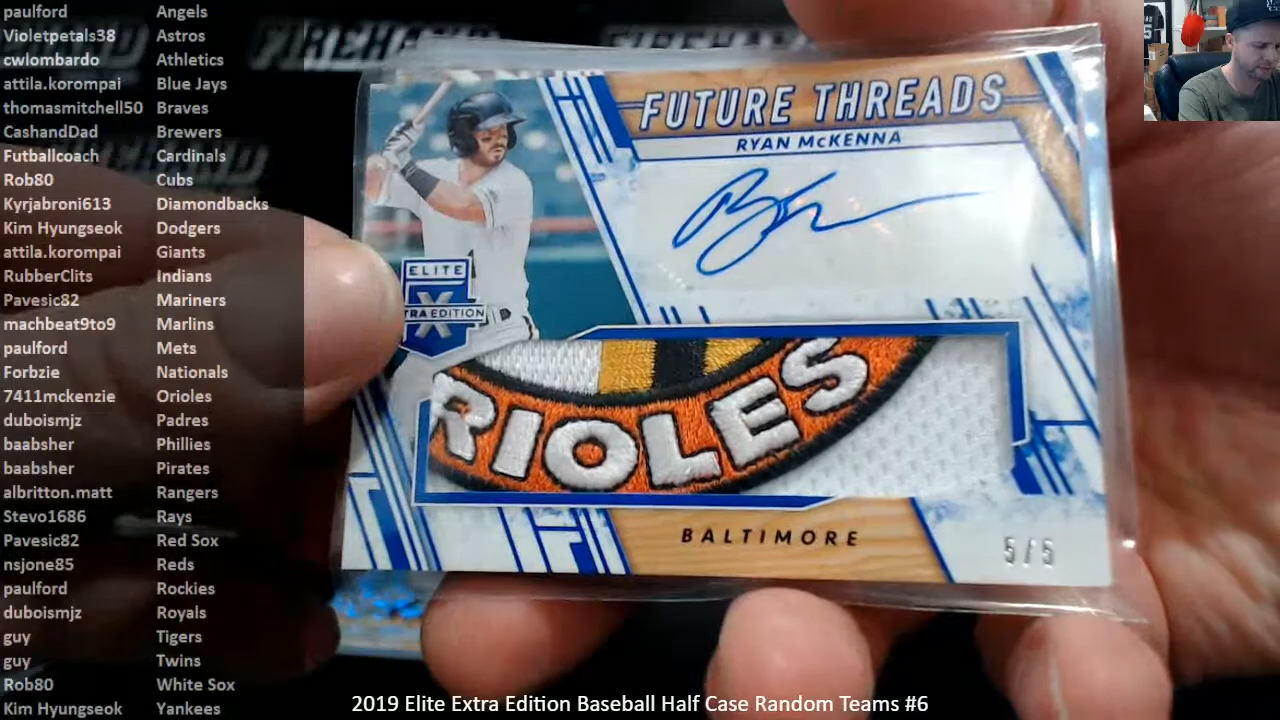 paulford Angels
Violetpetals38 Astros
cwlombardo Athletics
attila.korompai Blue Jays
thomasmitchell50 Braves
CashandDad Brewers
Futballcoach Cardinals
Rob80 Cubs
Kyrjabroni613 Diamondbacks
Kim Hyungseok Dodgers
attila.korompai Giants
RubberClits Indians
Pavesic82 Mariners
machbeat9to9 Marlins
paulford Mets
Forbzie Nationals
7411mckenzie Orioles
duboismjz Padres
baabsher Phillies
baabsher Pirates
albritton.matt Rangers
Stevo1686 Rays
Pavesic82 Red Sox
nsjone85 Reds
paulford Rockies
duboismjz Royals
guy Tigers
guy Twins
Rob80 White Sox
Kim Hyungseok Yankees
FIREHAND
FUTURE THREADS
RYAN McKENNA
ELITE
X
TRA EDITION
RIOLES
BALTIMORE
5/5
2019 Elite Extra Edition Baseball Half Case Random Teams #6